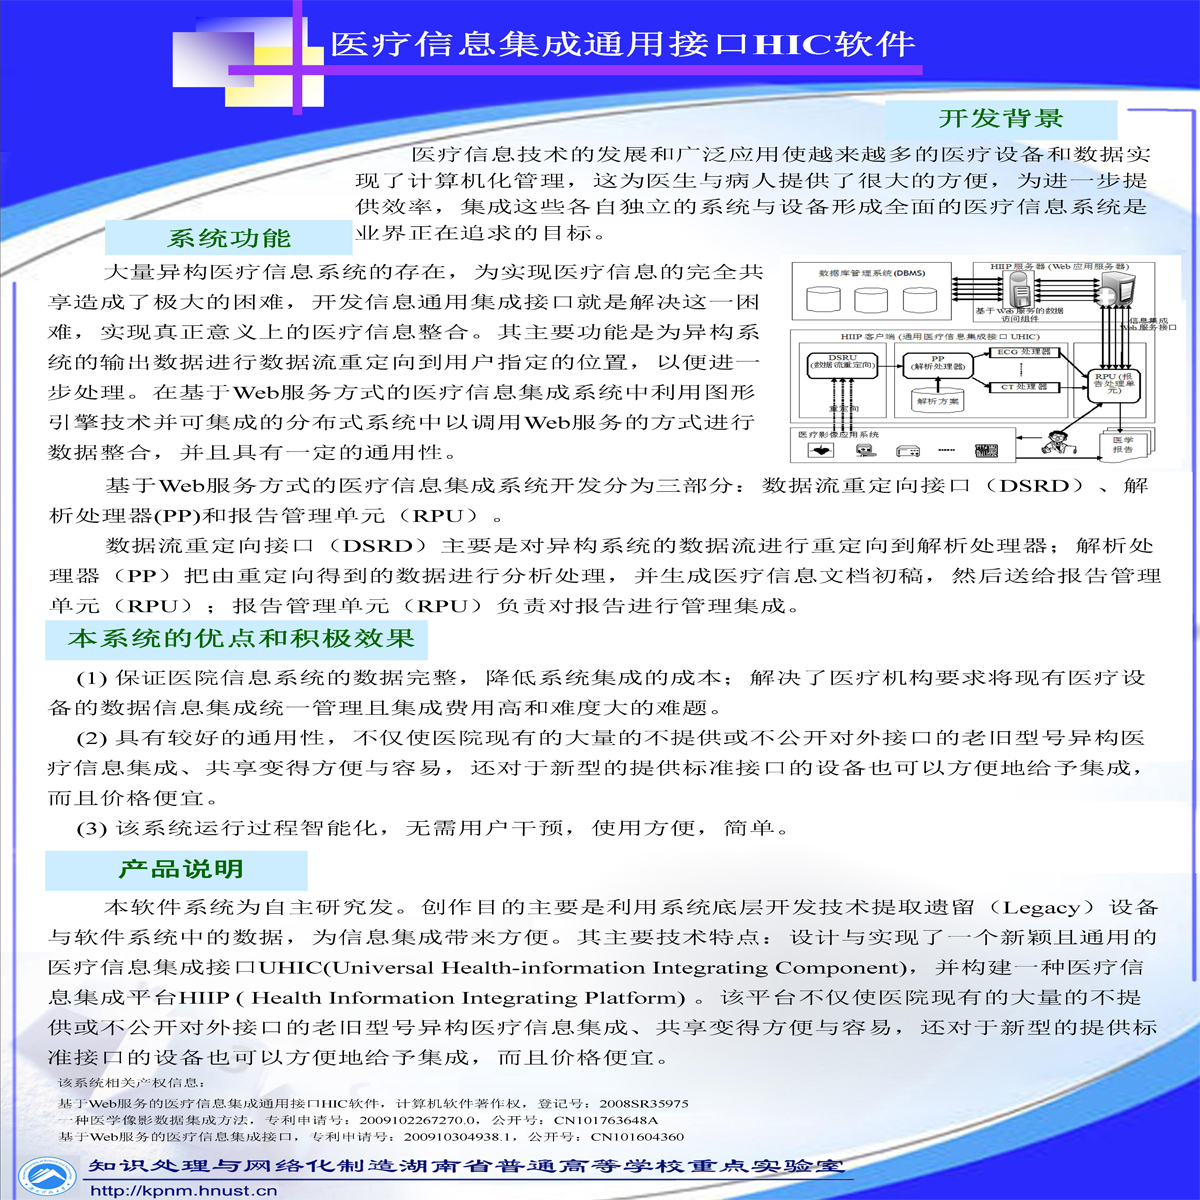 医疗信息集成通用接口HIC软件
开发背景
医疗信息技术的发展和广泛应用使越来越多的医疗设备和数据实
现了计算机化管理，这为医生与病人提供了很大的方便，为进一步提
供效率，集成这些各自独立的系统与设备形成全面的医疗信息系统是
业界正在追求的目标。
系统功能
大量异构医疗信息系统的存在，为实现医疗信息的完全共
享造成了极大的困难，开发信息通用集成接口就是解决这一困
难，实现真正意义上的医疗信息整合。其主要功能是为异构系
统的输出数据进行数据流重定向到用户指定的位置，以便进一
步处理。在基于Web服务方式的医疗信息集成系统中利用图形
引擎技术并可集成的分布式系统中以调用Web服务的方式进行
数据整合，并且具有一定的通用性。
数据库管理系统(DBMS)
HIIP 服务器 (Web 应用服务器)
基于 Web 服务的数据
访问组件
信息集成
Web 服务接口
HIIP 客户端 (通用医疗信息集成接口 UHIC)
DSRU
(数据流重定向)
PP
(解析处理器)
ECG 处理器
CT 处理器
RPU (报
告处理单
元)
解析方案
重定向
医疗影像应用系统
医学
报告
基于Web服务方式的医疗信息集成系统开发分为三部分：数据流重定向接口（DSRD）、解
析处理器(PP)和报告管理单元（RPU）。
数据流重定向接口（DSRD）主要是对异构系统的数据流进行重定向到解析处理器；解析处
理器（PP）把由重定向得到的数据进行分析处理，并生成医疗信息文档初稿，然后送给报告管理
单元（RPU）；报告管理单元（RPU）负责对报告进行管理集成。
本系统的优点和积极效果
(1) 保证医院信息系统的数据完整，降低系统集成的成本；解决了医疗机构要求将现有医疗设
备的数据信息集成统一管理且集成费用高和难度大的难题。
(2) 具有较好的通用性，不仅使医院现有的大量的不提供或不公开对外接口的老旧型号异构医
疗信息集成、共享变得方便与容易，还对于新型的提供标准接口的设备也可以方便地给予集成，
而且价格便宜。
(3) 该系统运行过程智能化，无需用户干预，使用方便，简单。
产品说明
本软件系统为自主研究发。创作目的主要是利用系统底层开发技术提取遗留（Legacy）设备
与软件系统中的数据，为信息集成带来方便。其主要技术特点：设计与实现了一个新颖且通用的
医疗信息集成接口UHIC(Universal Health-information Integrating Component)，并构建一种医疗信
息集成平台HIIP ( Health Information Integrating Platform) 。该平台不仅使医院现有的大量的不提
供或不公开对外接口的老旧型号异构医疗信息集成、共享变得方便与容易，还对于新型的提供标
准接口的设备也可以方便地给予集成，而且价格便宜。
该系统相关产权信息：
基于Web服务的医疗信息集成通用接口HIC软件，计算机软件著作权，登记号：2008SR35975
一种医学像影数据集成方法，专利申请号：2009102267270.0，公开号：CN101763648A
基于Web服务的医疗信息集成接口，专利申请号：200910304938.1，公开号：CN101604360
知识处理与网络化制造湖南省普通高等学校重点实验室
http://kpnm.hnust.cn